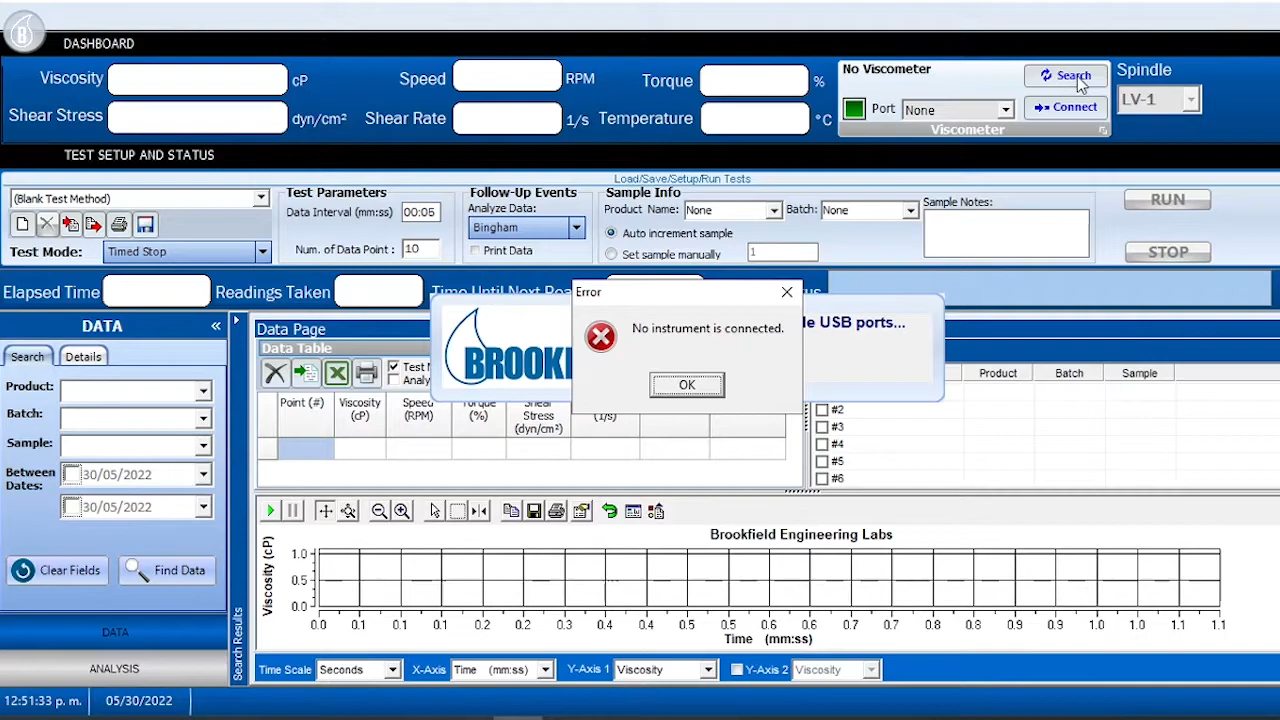 B
DASHBOARD
Viscosity cP Speed RPM Torque %
No Viscometer Search Spindle
Port None Connect LV-1
Shear Stress dyn/cm² Shear Rate 1/s Temperature °C
Viscometer
TEST SETUP AND STATUS
Load/Save/Setup/Run Tests
(Blank Test Method) Test Parameters Follow-Up Events Sample Info RUN
Data Interval (mm:ss) 00:05 Analyze Data: Product Name: None Batch: None Sample Notes:
Bingham Auto increment sample
Test Mode: Timed Stop Num. of Data Point : 10 Print Data Set sample manually 1 STOP
Elapsed Time Readings Taken Time Until Next
Error
No instrument is connected.
OK
USB ports...
BROOK
DATA «
Search Details
Product:
Batch:
Sample:
Between
Dates:
30/05/2022
30/05/2022
Clear Fields Find Data
DATA
ANALYSIS
Search Results
Data Page
Data Table
Test
Analy
Point (#) Viscosity Speed Torque Shear (1/s)
(cP) (RPM) (%) Stress
(dyn/cm²)
Product Batch Sample
#2
#3
#4
#5
#6
Brookfield Engineering Labs
Viscosity (cP)
1.0
0.5
0.0
0.0 0.1 0.1 0.1 0.2 0.2 0.3 0.3 0.4 0.4 0.5 0.5 0.6 0.6 0.7 0.7 0.8 0.8 0.9 0.9 1.0 1.1 1.1
Time (mm:ss)
Time Scale Seconds X-Axis Time (mm:ss) Y-Axis 1 Viscosity Y-Axis 2 Viscosity
12:51:33 p. m. 05/30/2022